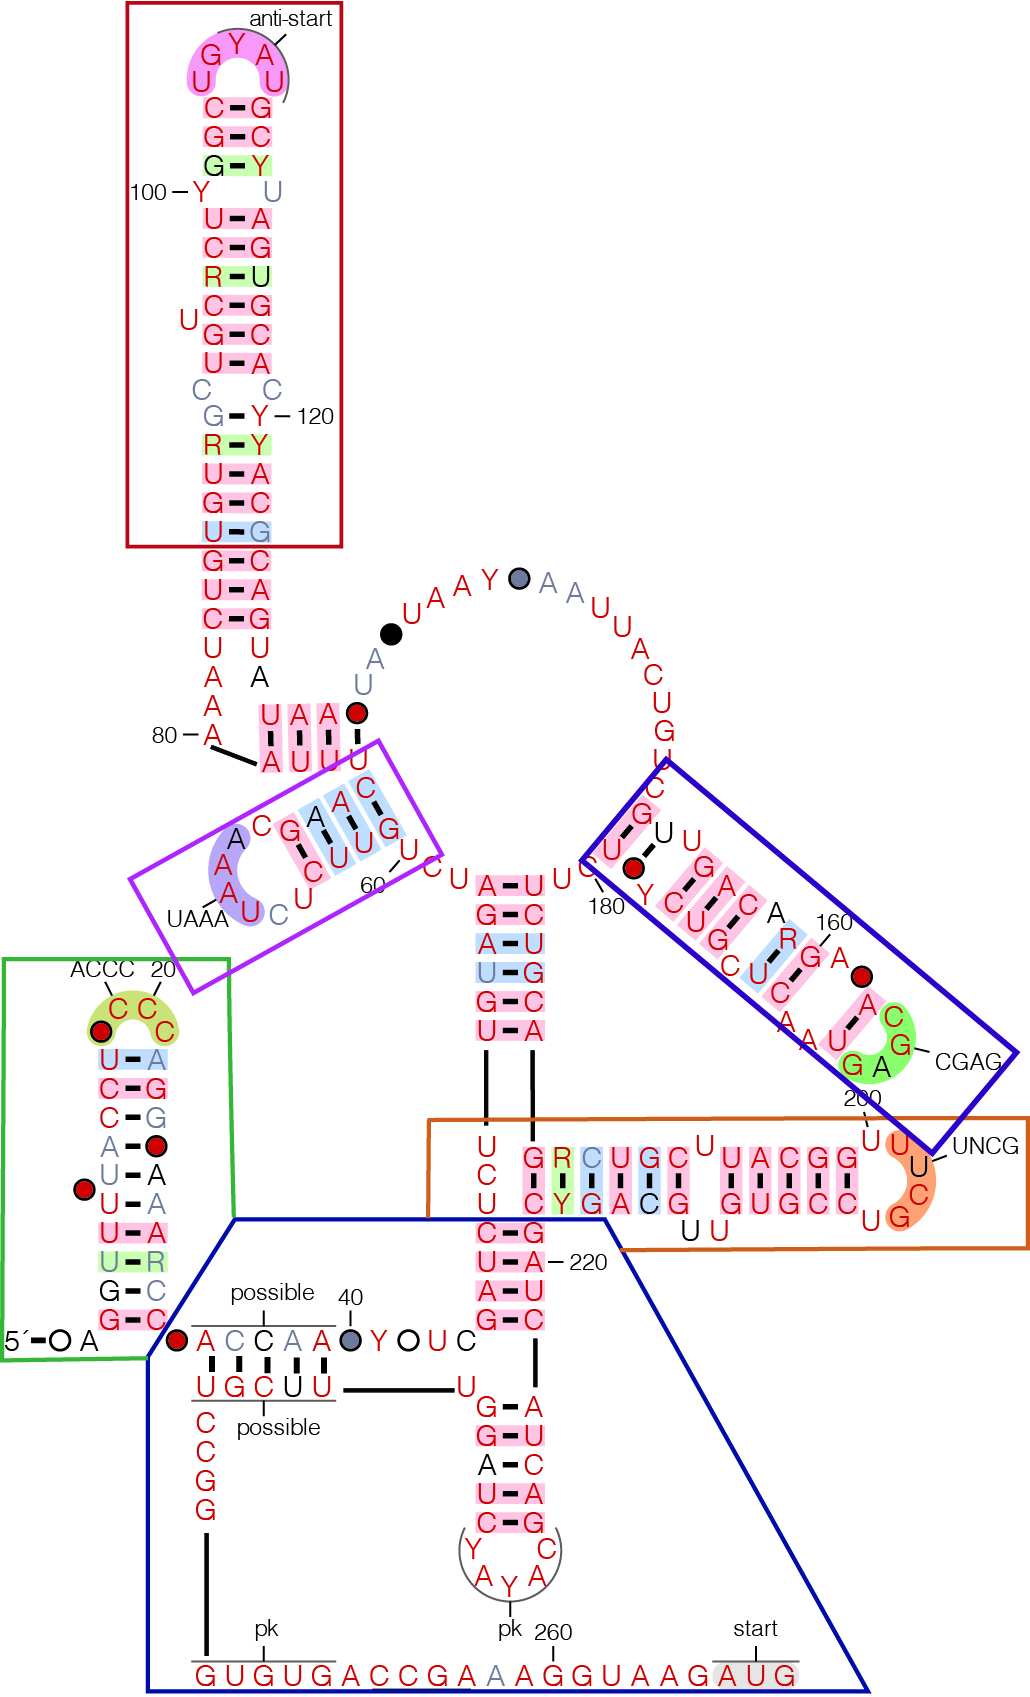 anti-start
U G Y A U
C G
G C
G Y
100 Y U
U A
C G
R U
C G
U
G C
U A
C C
G Y 120
R Y
U A
G C
U G
G C
U A
C G
U U
A A
A
80 A
U A A
A U U U
U A U A A Y A A U U A C U G U C
C G A A C
A A A U C U C U U G
UAAA
60
U C U
A U
G C
A U
U G
G C
U A
U U C
180
G U U G A C A R G A A C G A G
U Y C U G C U C A A U
160
CGAG
200
ACCC 20
C C C
U A
C G
C G
A
U A
U A
U A
U R
G C
G C
5´ A
U
C
U
G R C U G C U U A C G G U U U C G U
C Y G A C G U U G U G C C
UNCG
C G
U A 220
A U
G C
possible 40
A C C A A Y U C
U G C U U U
possible
C
C
G
G
G A
G U
A C
U A
C G
Y C
A Y A
pk pk 260 start
G U G U G A C C G A A A G G U A A G A U G